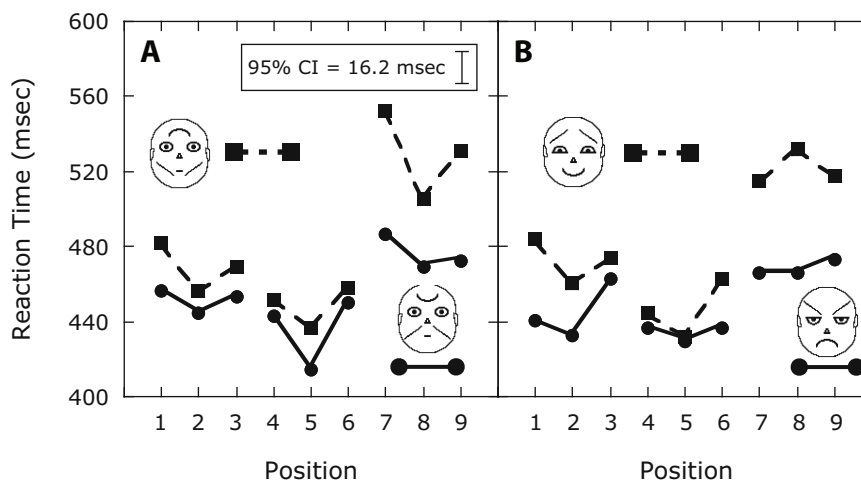 600
560
520
480
440
400
Reaction Time (msec)
A
95% CI = 16.2 msec
B
1 2 3 4 5 6 7 8 9
1 2 3 4 5 6 7 8 9
Position
Position